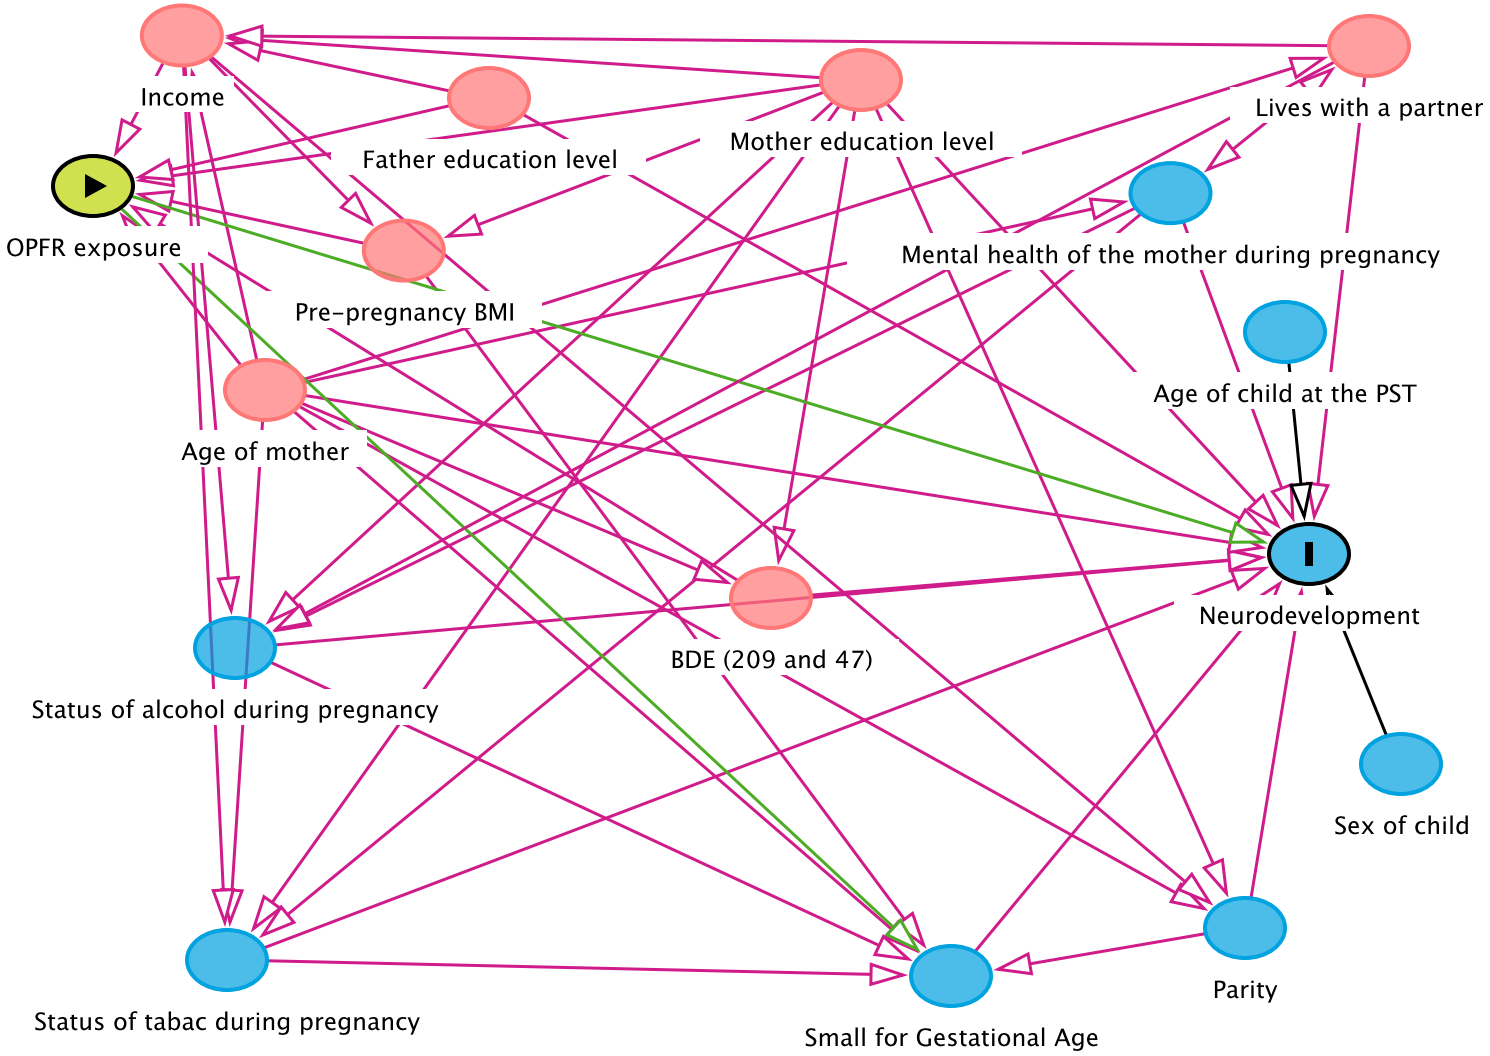 Income
Lives with a partner
Mother education level
Father education level
OPFR exposure
Mental health of the mother during pregnancy
Pre-pregnancy BMI
Age of child at the PST
Age of mother
Neurodevelopment
BDE (209 and 47)
Status of alcohol during pregnancy
Sex of child
Parity
Status of tabac during pregnancy
Small for Gestational Age